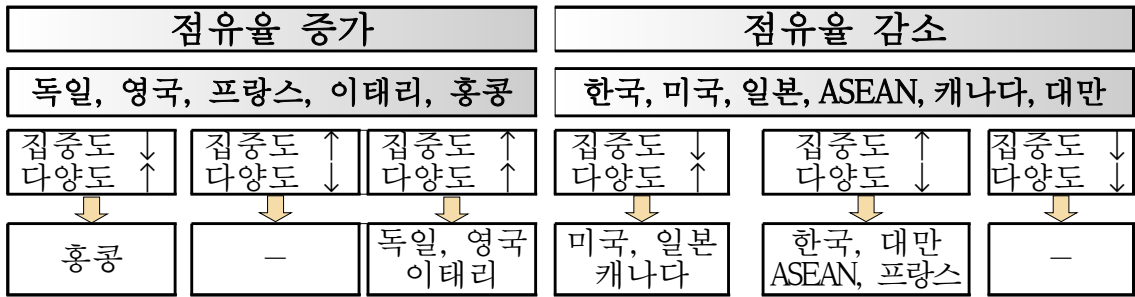 점유율 증가
점유율 감소
독일, 영국, 프랑스, 이태리, 홍콩
한국, 미국, 일본, ASEAN, 캐나다, 대만
집중도 ↓
다양도 ↑
집중도 ↑
다양도 ↓
집중도 ↑
다양도 ↑
집중도 ↓
다양도 ↑
집중도 ↑
다양도 ↓
집중도 ↓
다양도 ↓
홍콩
–
독일, 영국
이태리
미국, 일본
캐나다
한국, 대만
ASEAN, 프랑스
–